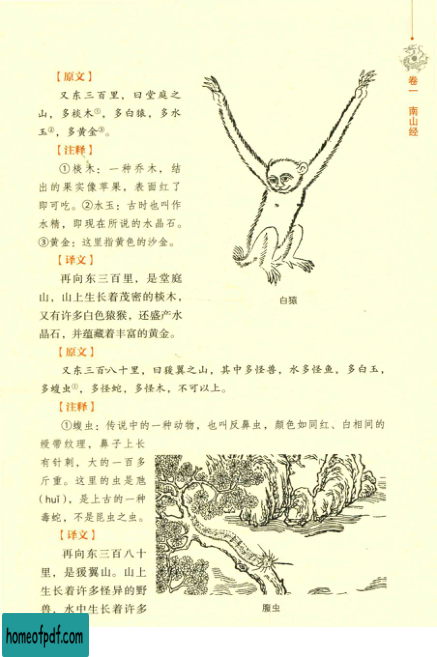 卷一 南山经
【原文】
又东三百里，曰堂庭之
山，多棪木①，多白猿，多水
玉②，多黄金③。
【注释】
①棪木：一种乔木，结
出的果实像苹果，表面红了
即可吃。②水玉：古时也叫作
水精，即现在所说的水晶石。
③黄金：这里指黄色的沙金。
【译文】
再向东三百里，是堂庭
山，山上生长着茂密的棪木，
又有许多白色猿猴，还盛产水
晶石，并蕴藏着丰富的黄金。
白猿
【原文】
又东三百八十里，曰猨翼之山，其中多怪兽，水多怪鱼，多白玉，
多蝮虫①，多怪蛇，多怪木，不可以上。
【注释】
①蝮虫：传说中的一种动物，也叫反鼻虫，颜色如同红、白相间的
绶带纹理，鼻子上长
有针刺，大的一百多
斤重。这里的虫是虺
（huǐ），是上古的一种
毒蛇，不是昆虫之虫。
【译文】
再向东三百八十
里，是猨翼山。山上
生长着许多怪异的野
兽，水中生长着许多
腹虫
homeofpdf.com